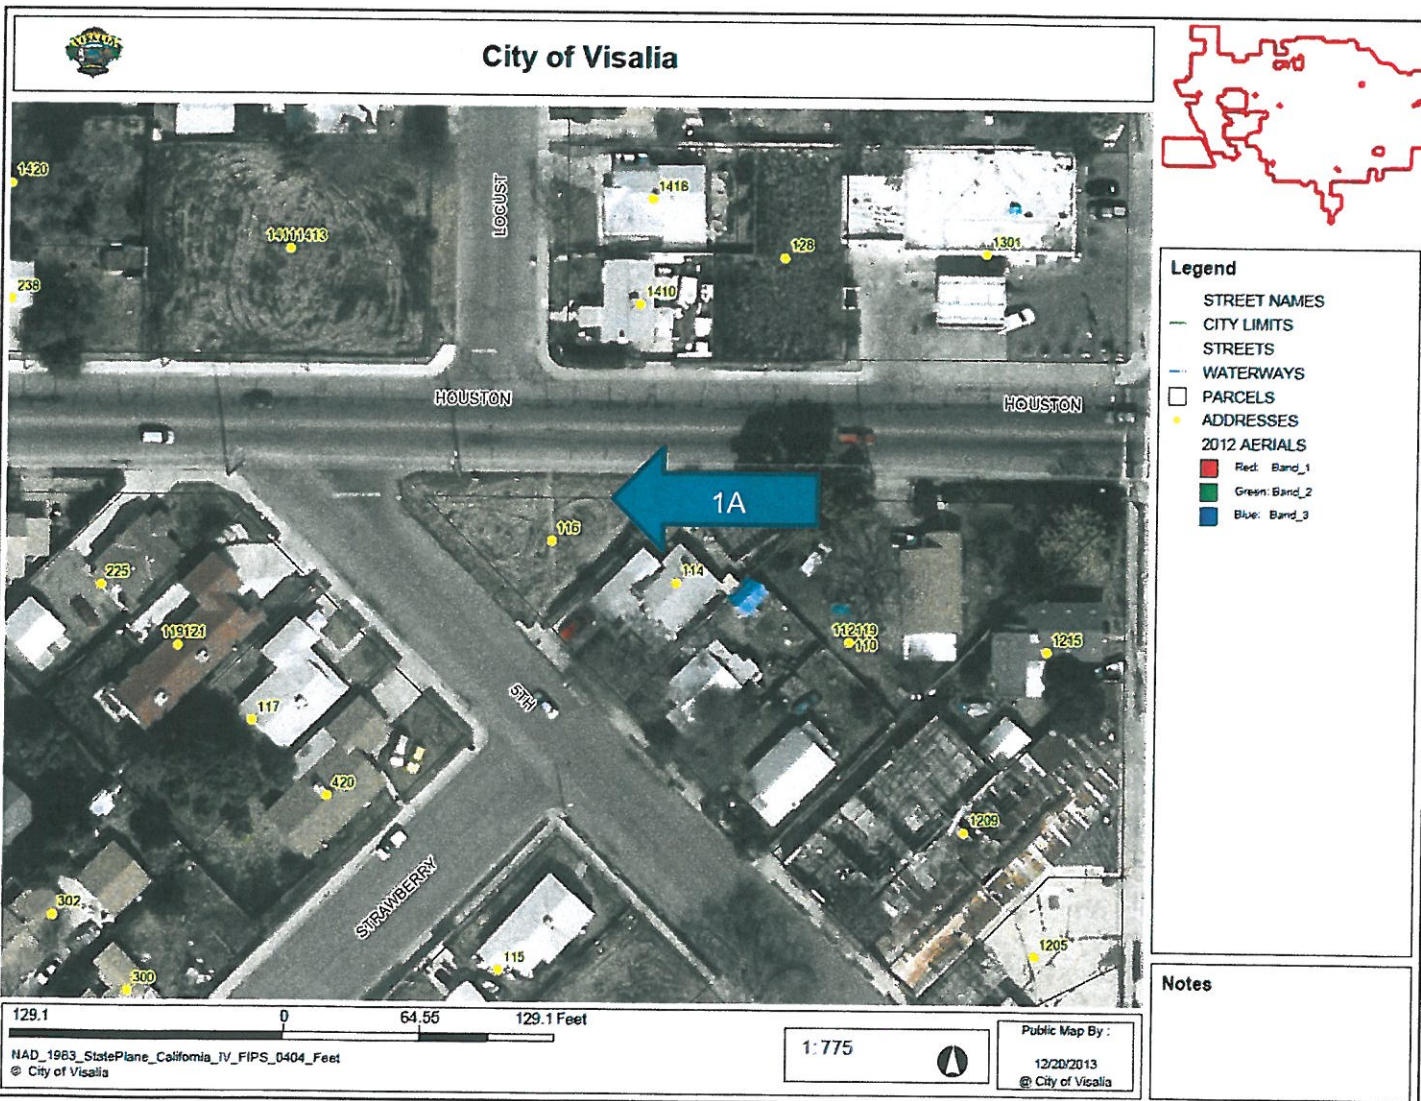 VISALIA
City of Visalia
1420
14111413
LOCUST
1416
128
1301
238
1410
HOUSTON
HOUSTON
1A
116
225
114
119121
112119
110
1215
117
5TH
420
1209
STRAWBERRY
302
115
1205
300
Legend
STREET NAMES
CITY LIMITS
STREETS
WATERWAYS
PARCELS
ADDRESSES
2012 AERIALS
Red: Band_1
Green: Band_2
Blue: Band_3
Notes
129.1 0 64.55 129.1 Feet
NAD_1983_StatePlane_California_IV_FIPS_0404_Feet
© City of Visalia
1: 775
Public Map By :
12/20/2013
@ City of Visalia